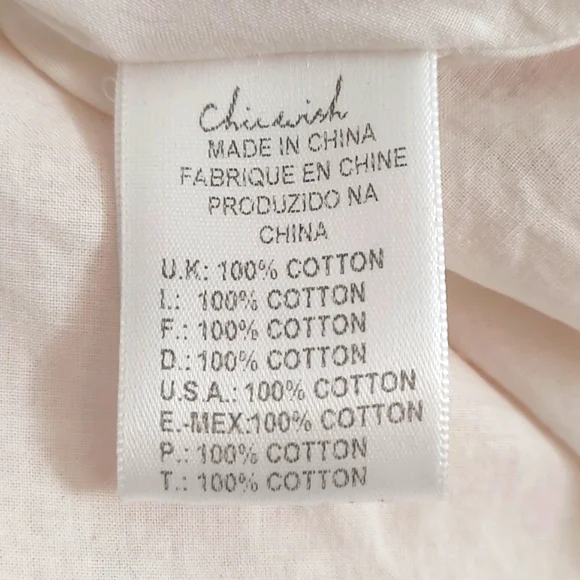 Chicwish
MADE IN CHINA
FABRIQUE EN CHINE
PRODUZIDO NA
CHINA
U.K.: 100% COTTON
I.: 100% COTTON
F.: 100% COTTON
D.: 100% COTTON
U.S.A.: 100% COTTON
E.-MEX:100% COTTON
P.: 100% COTTON
T.: 100% COTTON